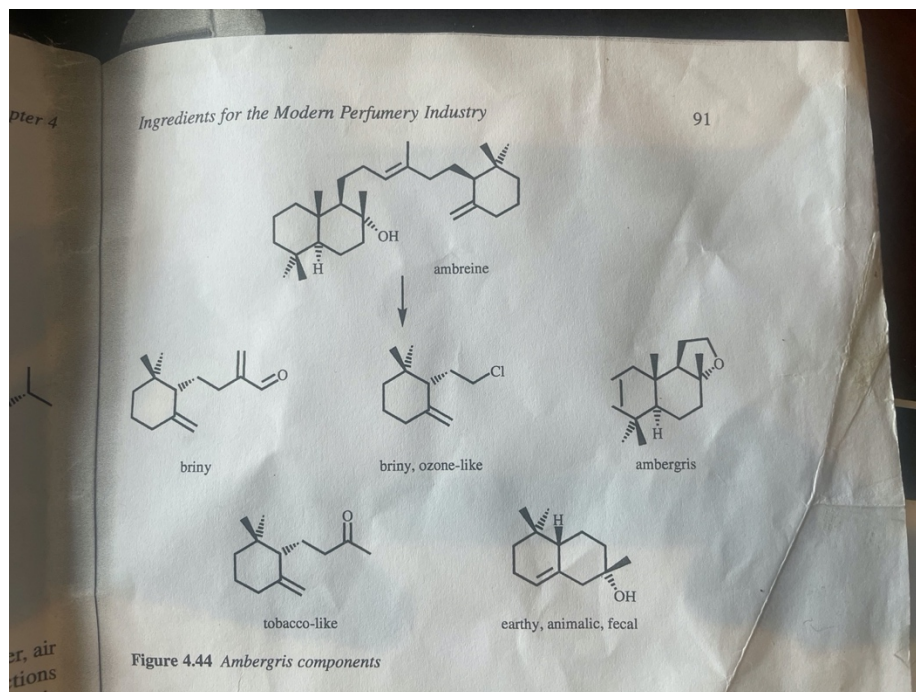 pter 4
Ingredients for the Modern Perfumery Industry 91
OH
H
ambreine
O
Cl
O
H
briny
briny, ozone-like
ambergris
O
H
OH
tobacco-like
earthy, animalic, fecal
Figure 4.44 Ambergris components
er, air
ctions